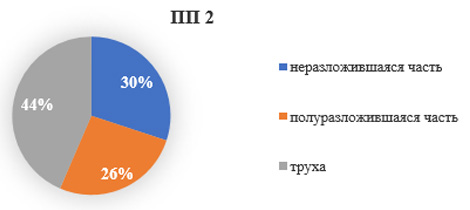 ПП 2
30%
44%
26%
неразложившаяся часть
полуразложившаяся часть
труха